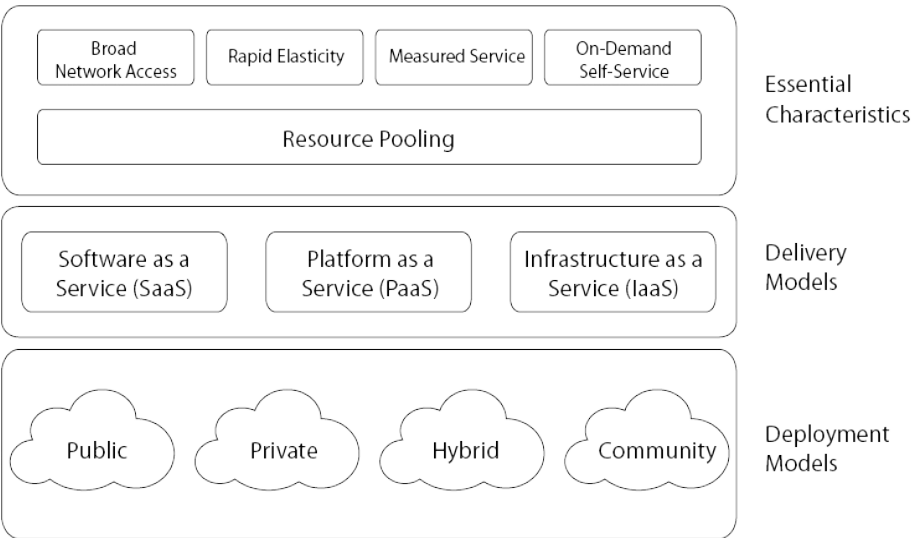 Broad
Network Access
Rapid Elasticity
Measured Service
On-Demand
Self-Service
Resource Pooling
Essential
Characteristics
Software as a
Service (SaaS)
Platform as a
Service (PaaS)
Infrastructure as a
Service (IaaS)
Delivery
Models
Public
Private
Hybrid
Community
Deployment
Models